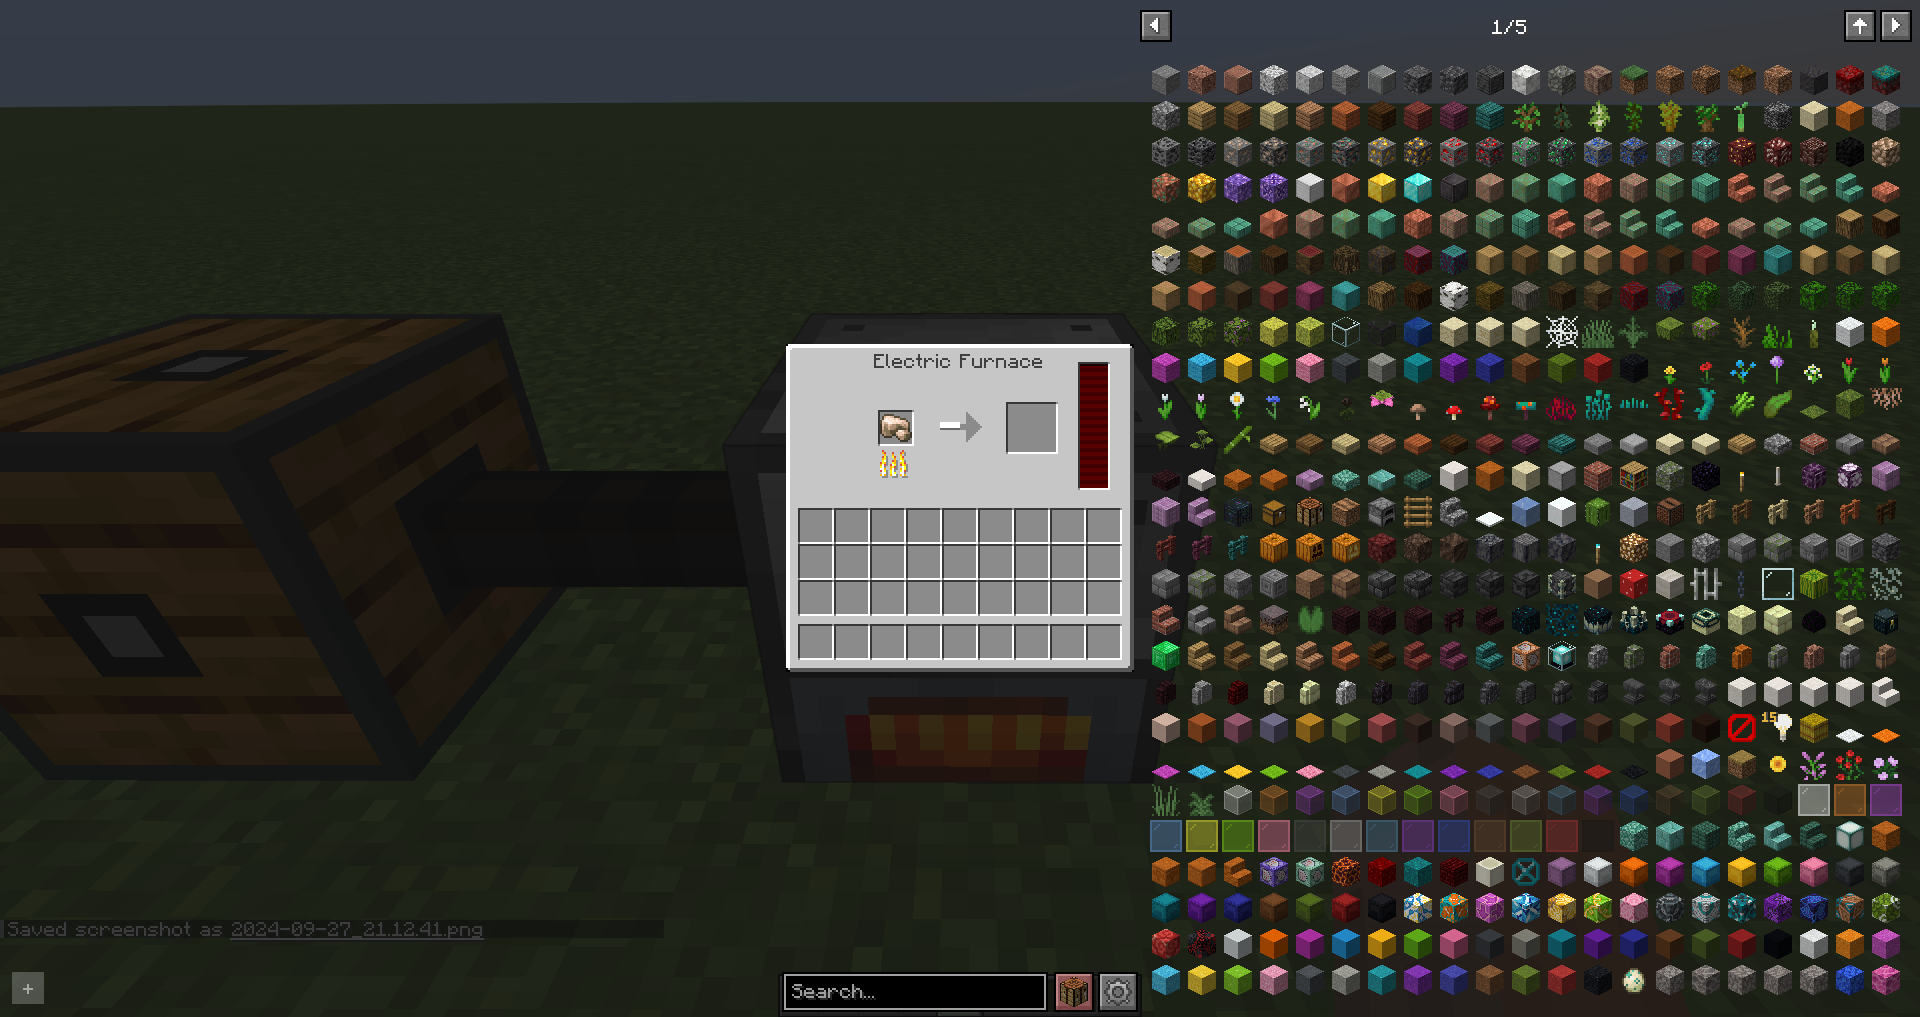 1/5
Electric Furnace
15
Saved screenshot as 2024-09-27_21.12.41.png
+
Search...